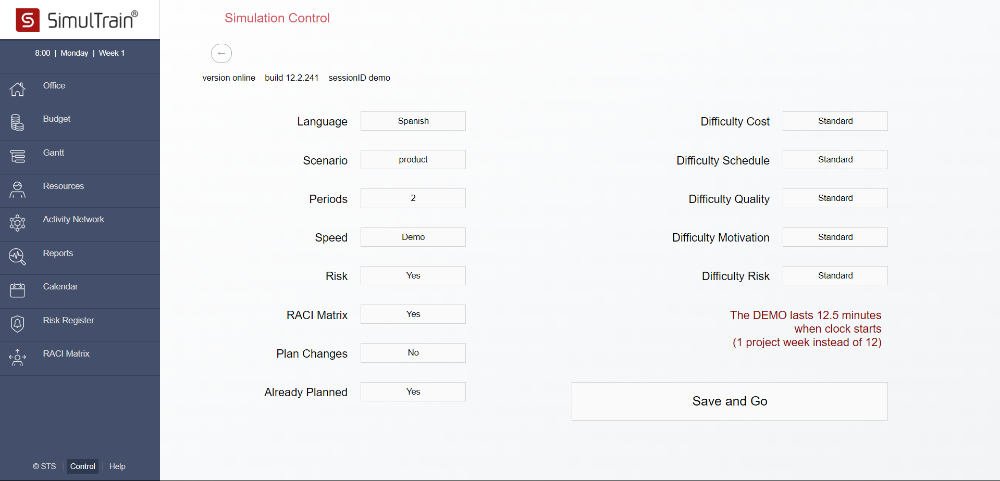 SimulTrain®
8:00 | Monday | Week 1
Office
Budget
Gantt
Resources
Activity Network
Reports
Calendar
Risk Register
RACI Matrix
© STS | Control | Help
Simulation Control
←
version online build 12.2.241 sessionID demo
Language Spanish
Scenario product
Periods 2
Speed Demo
Risk Yes
RACI Matrix Yes
Plan Changes No
Already Planned Yes
Difficulty Cost Standard
Difficulty Schedule Standard
Difficulty Quality Standard
Difficulty Motivation Standard
Difficulty Risk Standard
The DEMO lasts 12.5 minutes
when clock starts
(1 project week instead of 12)
Save and Go